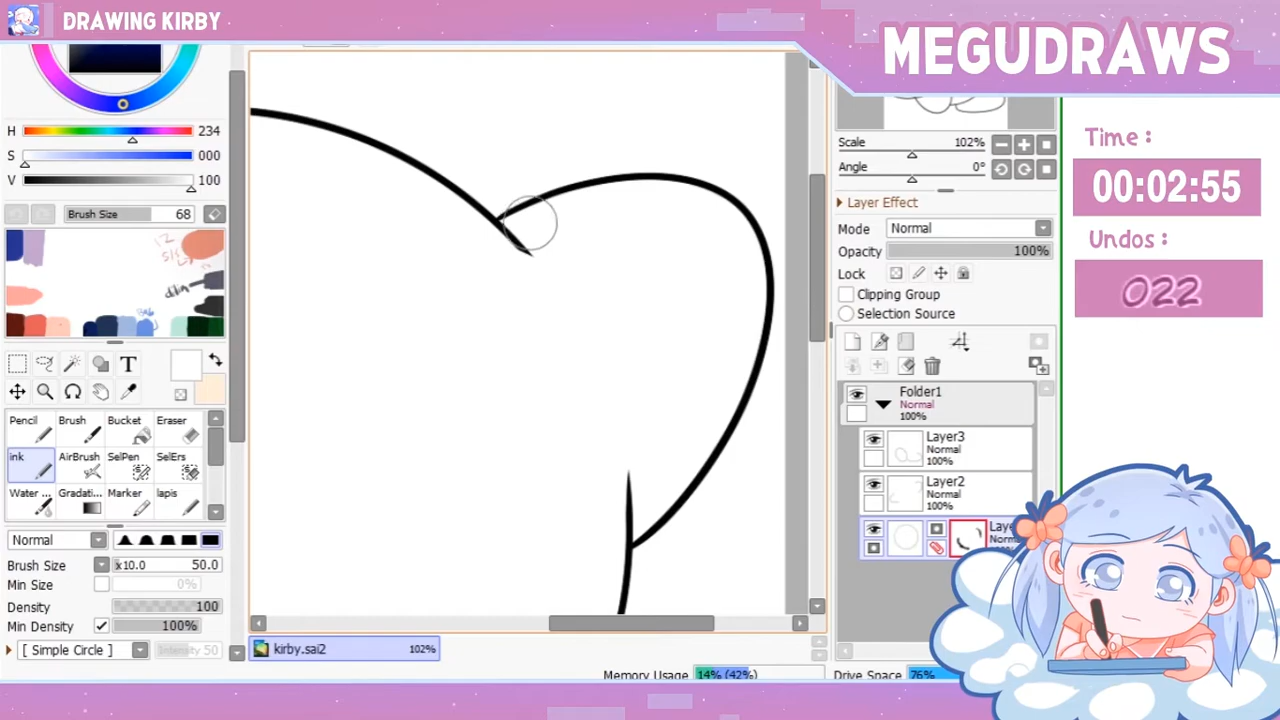 DRAWING KIRBY
MEGUDRAWS
H 234
S 000
V 100
Brush Size 68
T
Pencil Brush Bucket Eraser
ink AirBrush SelPen SelErs
Water ... Gradati... Marker lapis
Normal
Brush Size x10.0 50.0
Min Size 0%
Density 100
Min Density 100%
[ Simple Circle ] Intensity 50
kirby.sai2 102%
Memory Usage 14% (42%)
Drive Space 76%
Scale 102%
Angle 0°
Layer Effect
Mode Normal
Opacity 100%
Lock
Clipping Group
Selection Source
Folder1
Normal
100%
Layer3
Normal
100%
Layer2
Normal
100%
Time :
00:02:55
Undos :
022